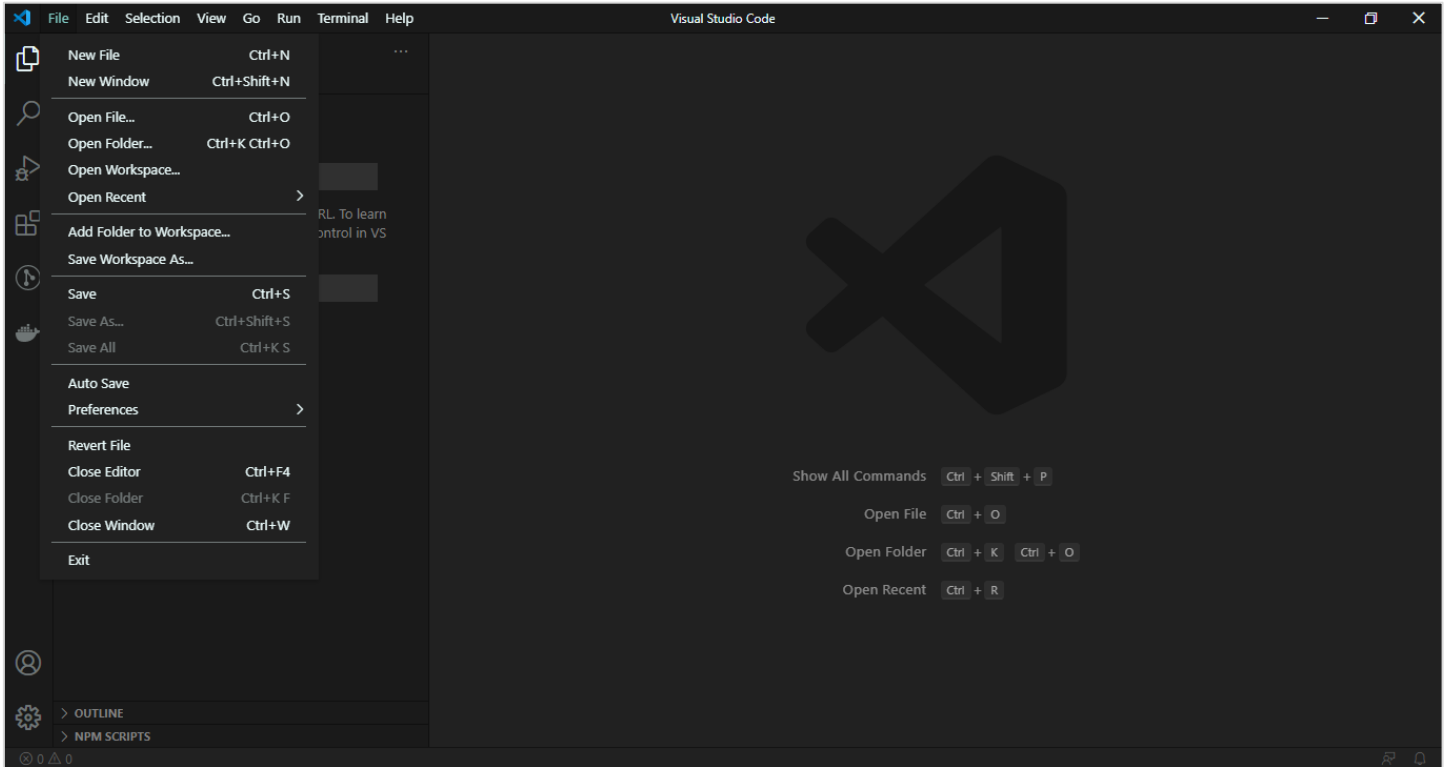 File Edit Selection View Go Run Terminal Help Visual Studio Code
New File Ctrl+N
New Window Ctrl+Shift+N
Open File... Ctrl+O
Open Folder... Ctrl+K Ctrl+O
Open Workspace...
Open Recent
Add Folder to Workspace...
Save Workspace As...
Save Ctrl+S
Save As... Ctrl+Shift+S
Save All Ctrl+K S
Auto Save
Preferences
Revert File
Close Editor Ctrl+F4
Close Folder Ctrl+K F
Close Window Ctrl+W
Exit
RL. To learn
ontrol in VS
Show All Commands Ctrl + Shift + P
Open File Ctrl + O
Open Folder Ctrl + K Ctrl + O
Open Recent Ctrl + R
OUTLINE
NPM SCRIPTS
0 0